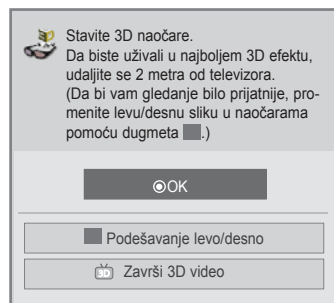 Stavite 3D naočare.
Da biste uživali u najboljem 3D efektu,
udaljite se 2 metra od televizora.
(Da bi vam gledanje bilo prijatnije, pro-
menite levu/desnu sliku u naočarama
pomoću dugmeta .)
OK
Podešavanje levo/desno
3D Završi 3D video